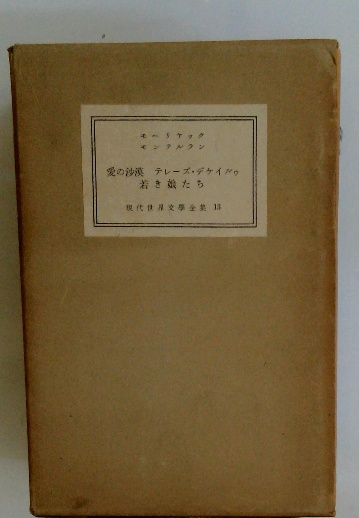 モーリヤック
モンテルラン
愛の沙漠 テレーズ・デケイルゥ
若き娘たち
現代世界文學全集 13